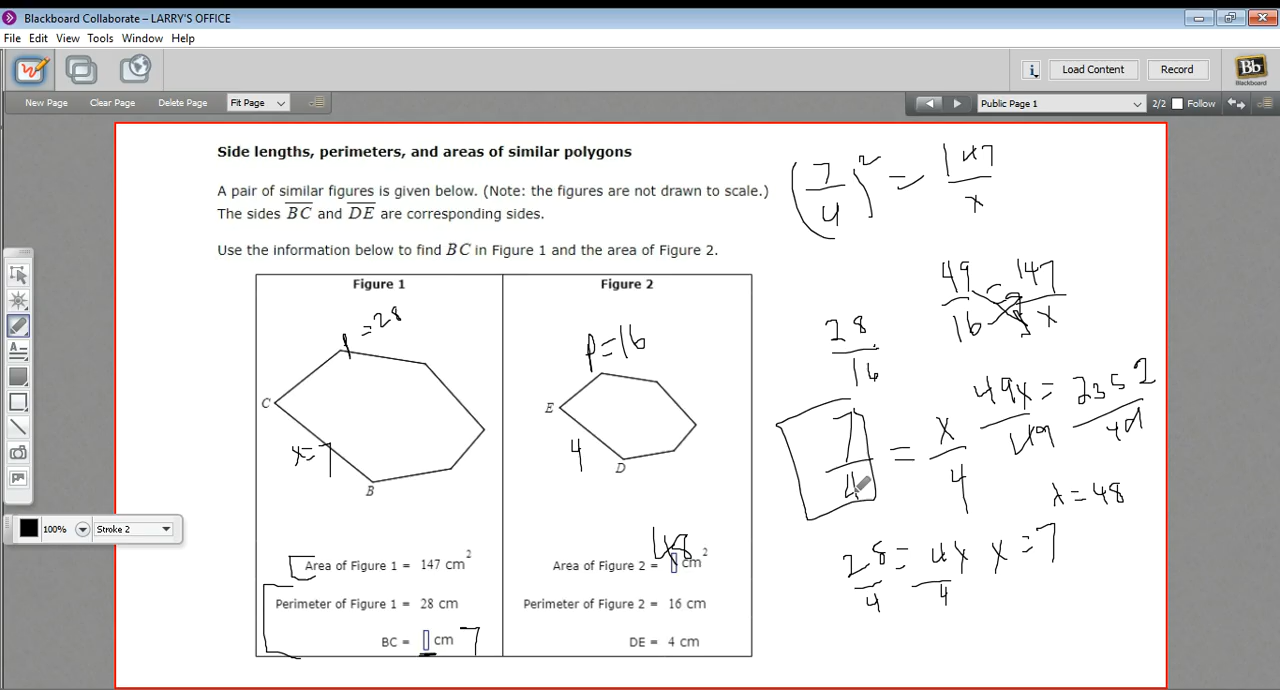 Blackboard Collaborate – LARRY'S OFFICE
File Edit View Tools Window Help
Load Content Record Bb Blackboard
New Page Clear Page Delete Page Fit Page Public Page 1 2/2 Follow
Side lengths, perimeters, and areas of similar polygons
A pair of similar figures is given below. (Note: the figures are not drawn to scale.)
The sides BC and DE are corresponding sides.
Use the information below to find BC in Figure 1 and the area of Figure 2.
Figure 1 Figure 2
P = 28
P = 16
C
E
x = 7
4
B
D
48
Area of Figure 1 = 147 cm²
Area of Figure 2 = cm²
Perimeter of Figure 1 = 28 cm
Perimeter of Figure 2 = 16 cm
BC = cm 7
DE = 4 cm
(7/4)² = 147/x
49/16 = 147/x
28/16
49x = 2352
49 49
7/4 = x/4
x = 48
28 = 4x x = 7
4 4
100% Stroke 2